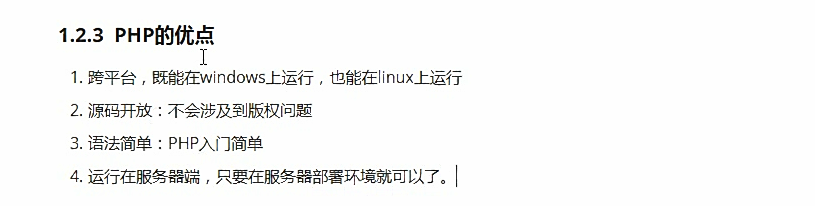 1.2.3 PHP的优点
1. 跨平台，既能在windows上运行，也能在linux上运行
2. 源码开放：不会涉及到版权问题
3. 语法简单：PHP入门简单
4. 运行在服务器端，只要在服务器部署环境就可以了。